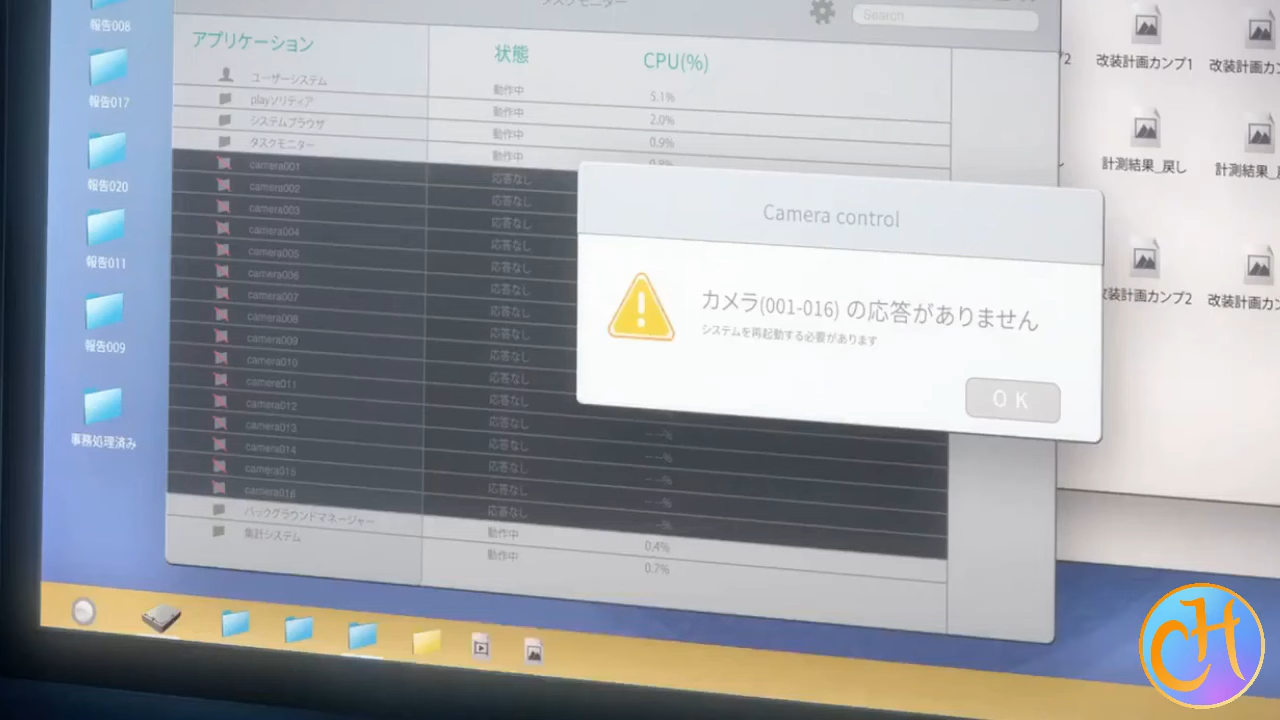 報告008
報告017
報告020
報告011
報告009
事務処理済み
タスクモニター
Search
アプリケーション
状態
CPU(%)
ユーザーシステム
動作中
5.1%
playソリティア
動作中
2.0%
システムブラウザ
動作中
0.9%
タスクモニター
動作中
camera001
応答なし
camera002
応答なし
camera003
応答なし
camera004
応答なし
camera005
応答なし
camera006
応答なし
camera007
応答なし
camera008
応答なし
camera009
応答なし
camera010
応答なし
camera011
応答なし
camera012
応答なし
camera013
応答なし
camera014
応答なし
camera015
応答なし
camera016
応答なし
バックグラウンドマネージャー
動作中
0.4%
集計システム
動作中
0.7%
Camera control
カメラ(001-016) の応答がありません
システムを再起動する必要があります
OK
改装計画カンプ1
計測結果_戻し
改装計画カンプ2
CH